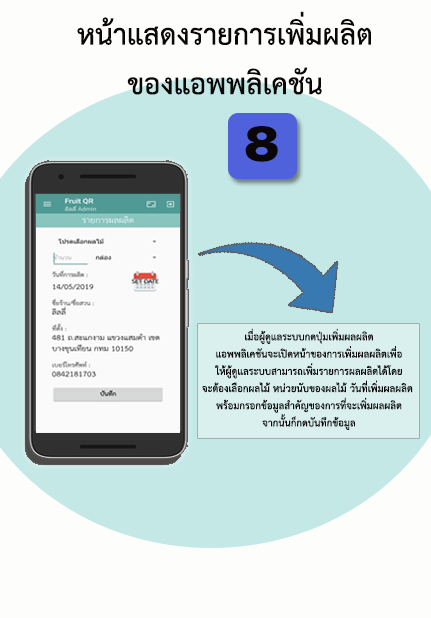 หน้าแสดงรายการเพิ่มผลิต
ของแอพพลิเคชัน
8
Fruit QR
ลิลลี่ Admin
รายการผลผลิต
โปรดเลือกผลไม้
จำนวน กล่อง
วันที่การผลิต :
14/05/2019
SET DATE
ชื่อร้าน/ชื่อสวน :
ลิลลี่
ที่ตั้ง :
481 ถ.สะแกงาม แขวงแสมดำ เขต
บางขุนเทียน กทม 10150
เบอร์โทรศัพท์ :
0842181703
บันทึก
เมื่อผู้ดูแลระบบกดปุ่มเพิ่มผลผลิต
แอพพลิเคชันจะเปิดหน้าของการเพิ่มผลผลิตเพื่อ
ให้ผู้ดูแลระบบสามารถเพิ่มรายการผลผลิตได้โดย
จะต้องเลือกผลไม้ หน่วยนับของผลไม้ วันที่เพิ่มผลผลิต
พร้อมกรอกข้อมูลสำคัญของการที่จะเพิ่มผลผลิต
จากนั้นก็กดบันทึกข้อมูล